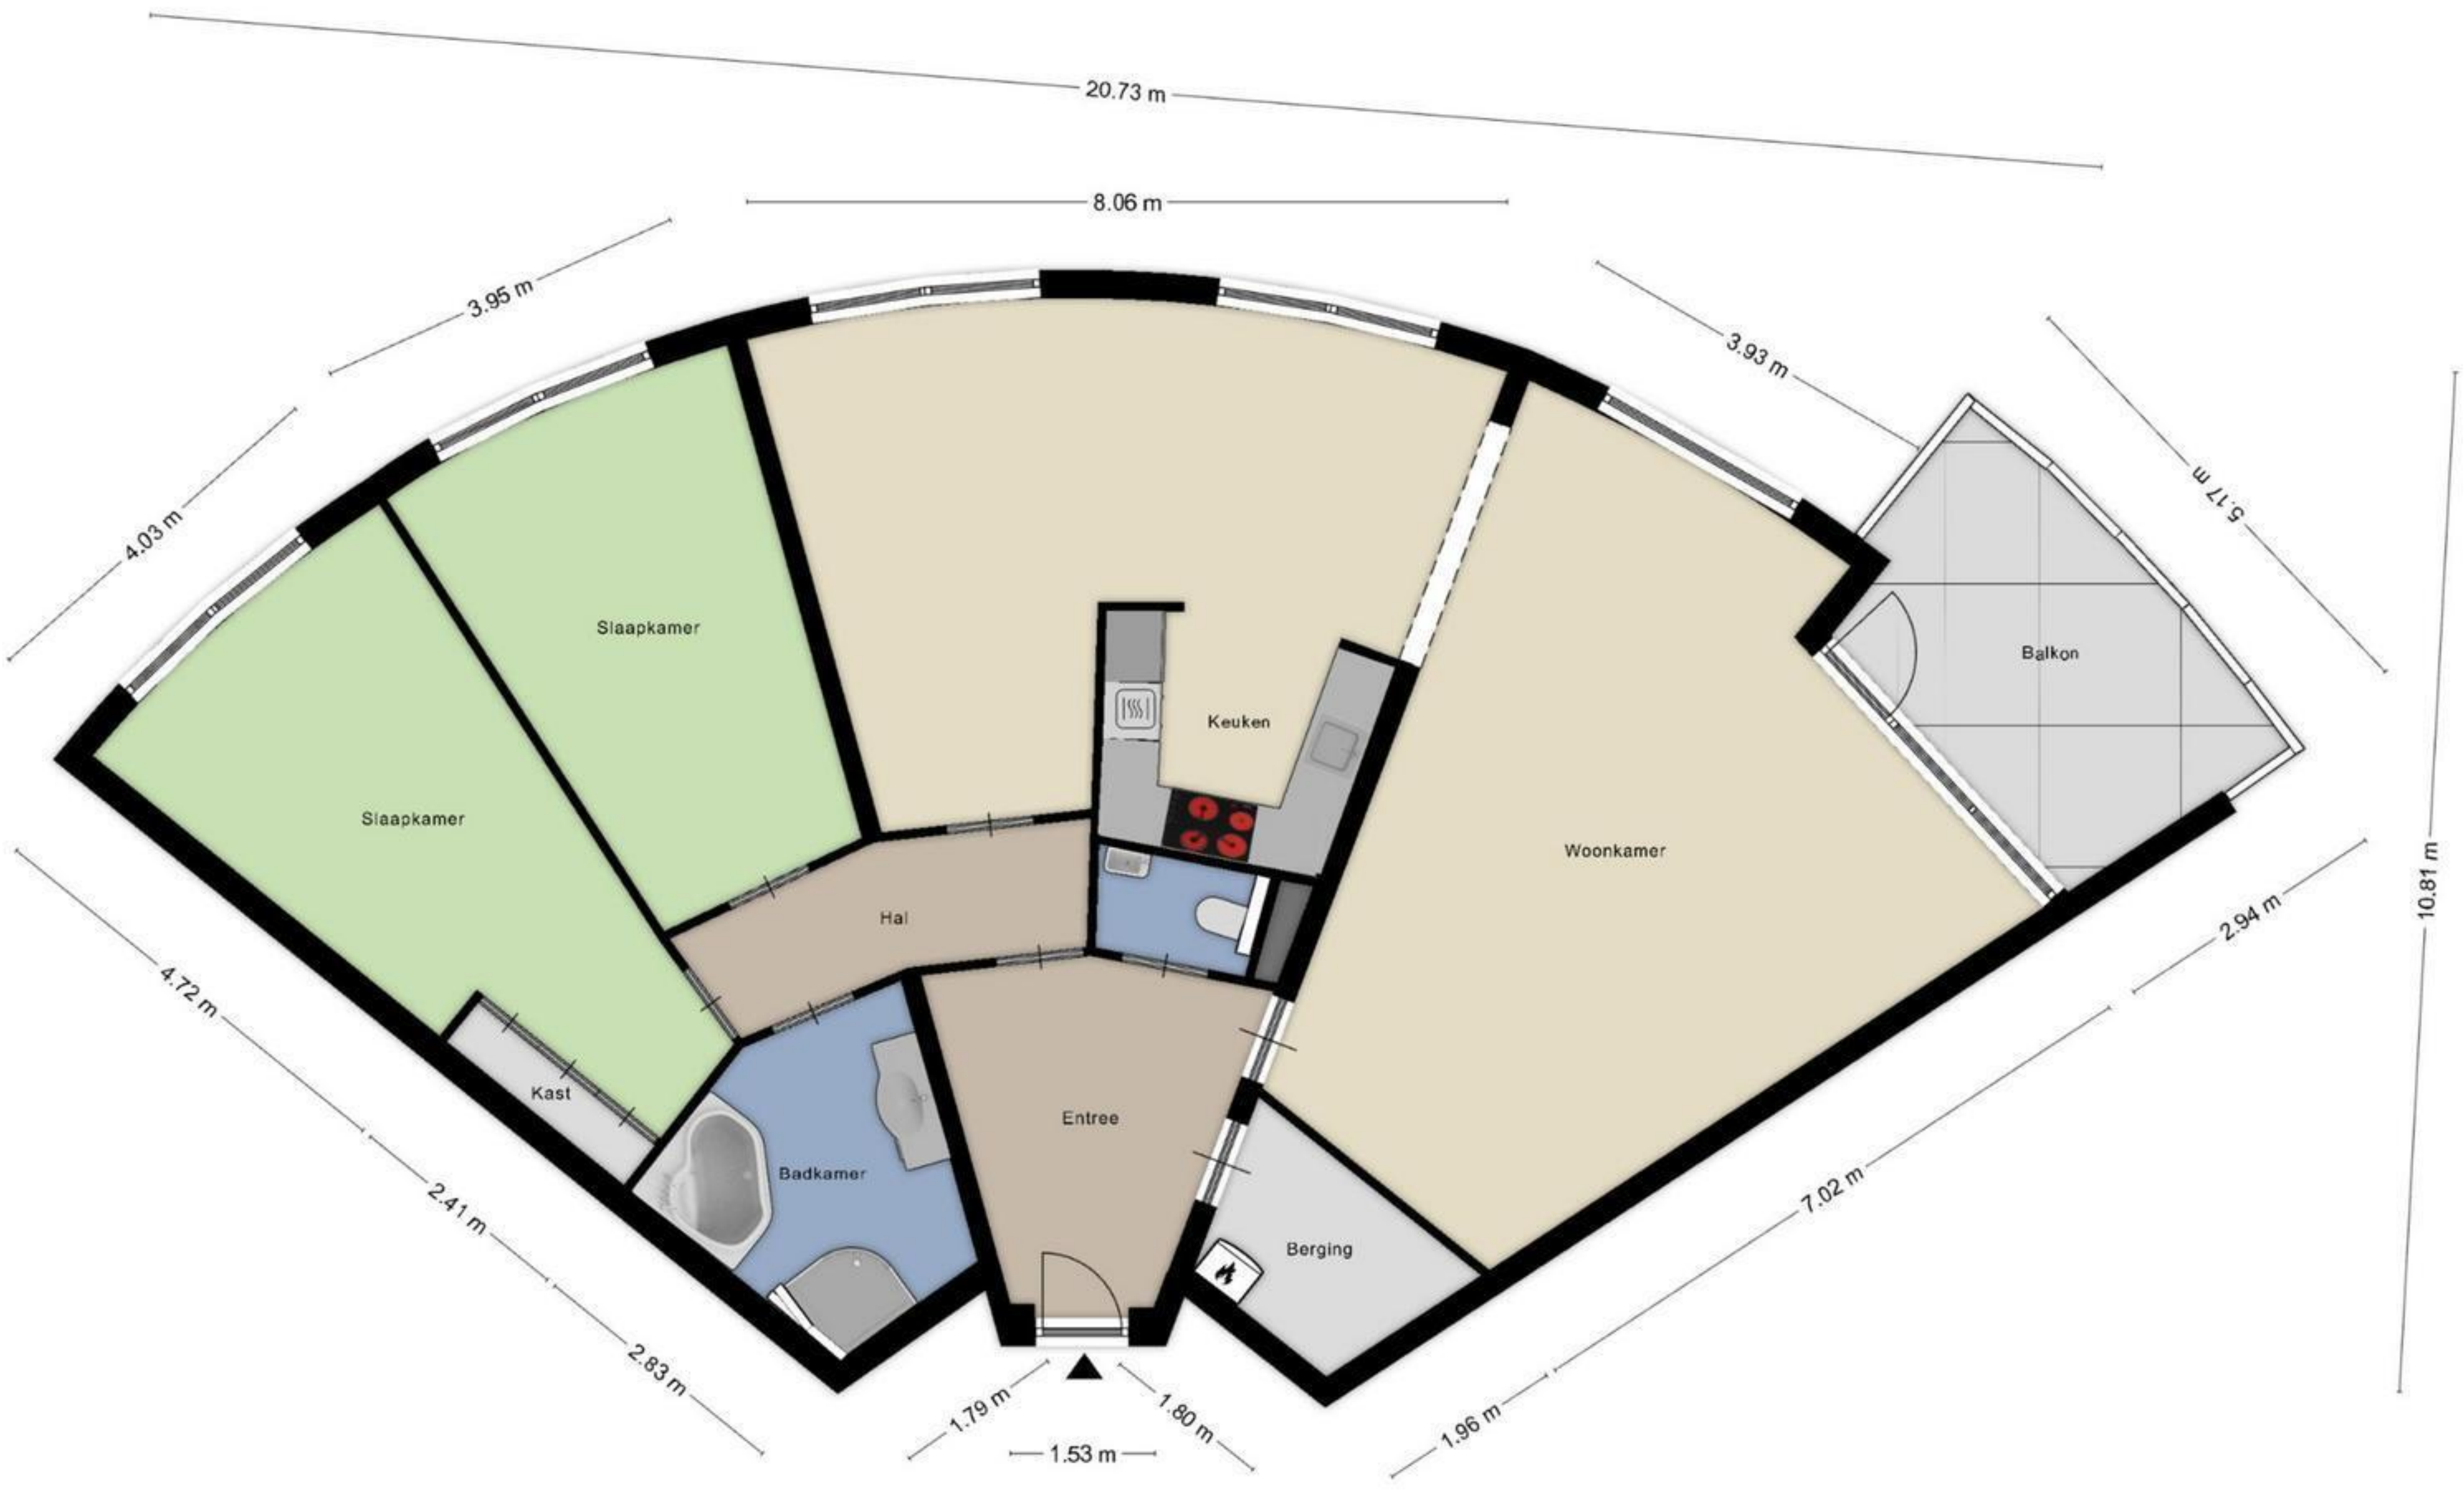 20.73 m
8.06 m
3.95 m
3.93 m
4.03 m
5.17 m
Slaapkamer
Balkon
Keuken
Slaapkamer
Woonkamer
10.81 m
Hal
2.94 m
4.72 m
Kast
Entree
Badkamer
7.02 m
2.41 m
Berging
2.83 m
1.79 m
1.80 m
1.96 m
1.53 m